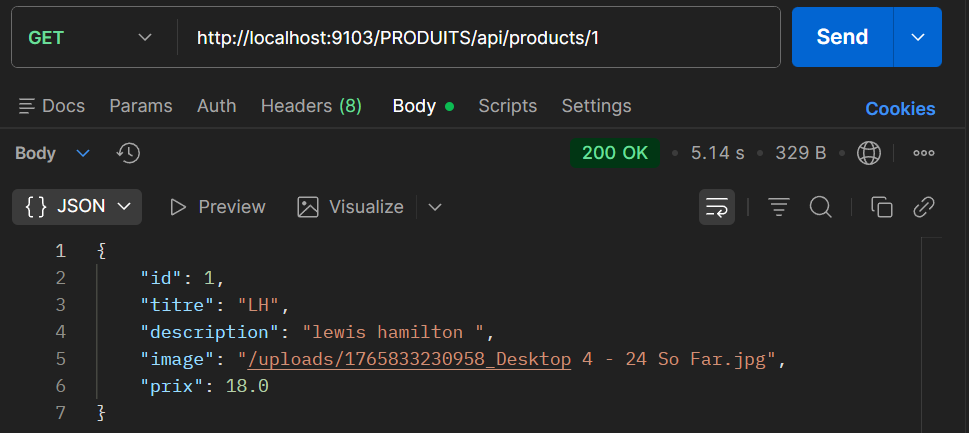 GET http://localhost:9103/PRODUITS/api/products/1 Send
Docs Params Auth Headers (8) Body Scripts Settings Cookies
Body 200 OK • 5.14 s • 329 B •
{} JSON Preview Visualize
1 {
2 "id": 1,
3 "titre": "LH",
4 "description": "lewis hamilton ",
5 "image": "/uploads/1765833230958_Desktop 4 - 24 So Far.jpg",
6 "prix": 18.0
7 }